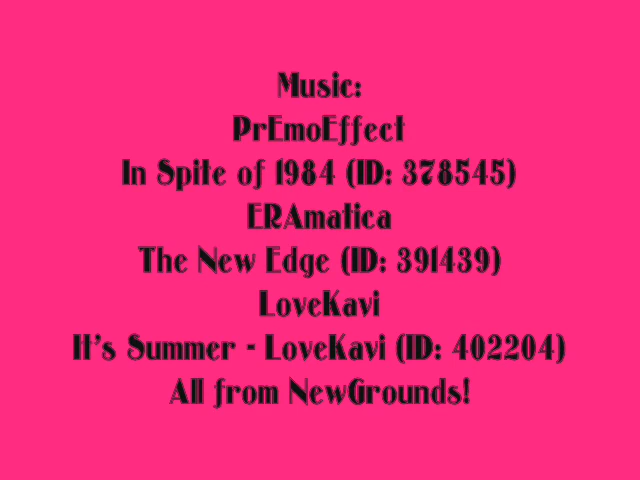 Music:
PrEmoEffect
In Spite of 1984 (ID: 378545)
ERAmatica
The New Edge (ID: 391439)
LoveKavi
It's Summer - LoveKavi (ID: 402204)
All from NewGrounds!